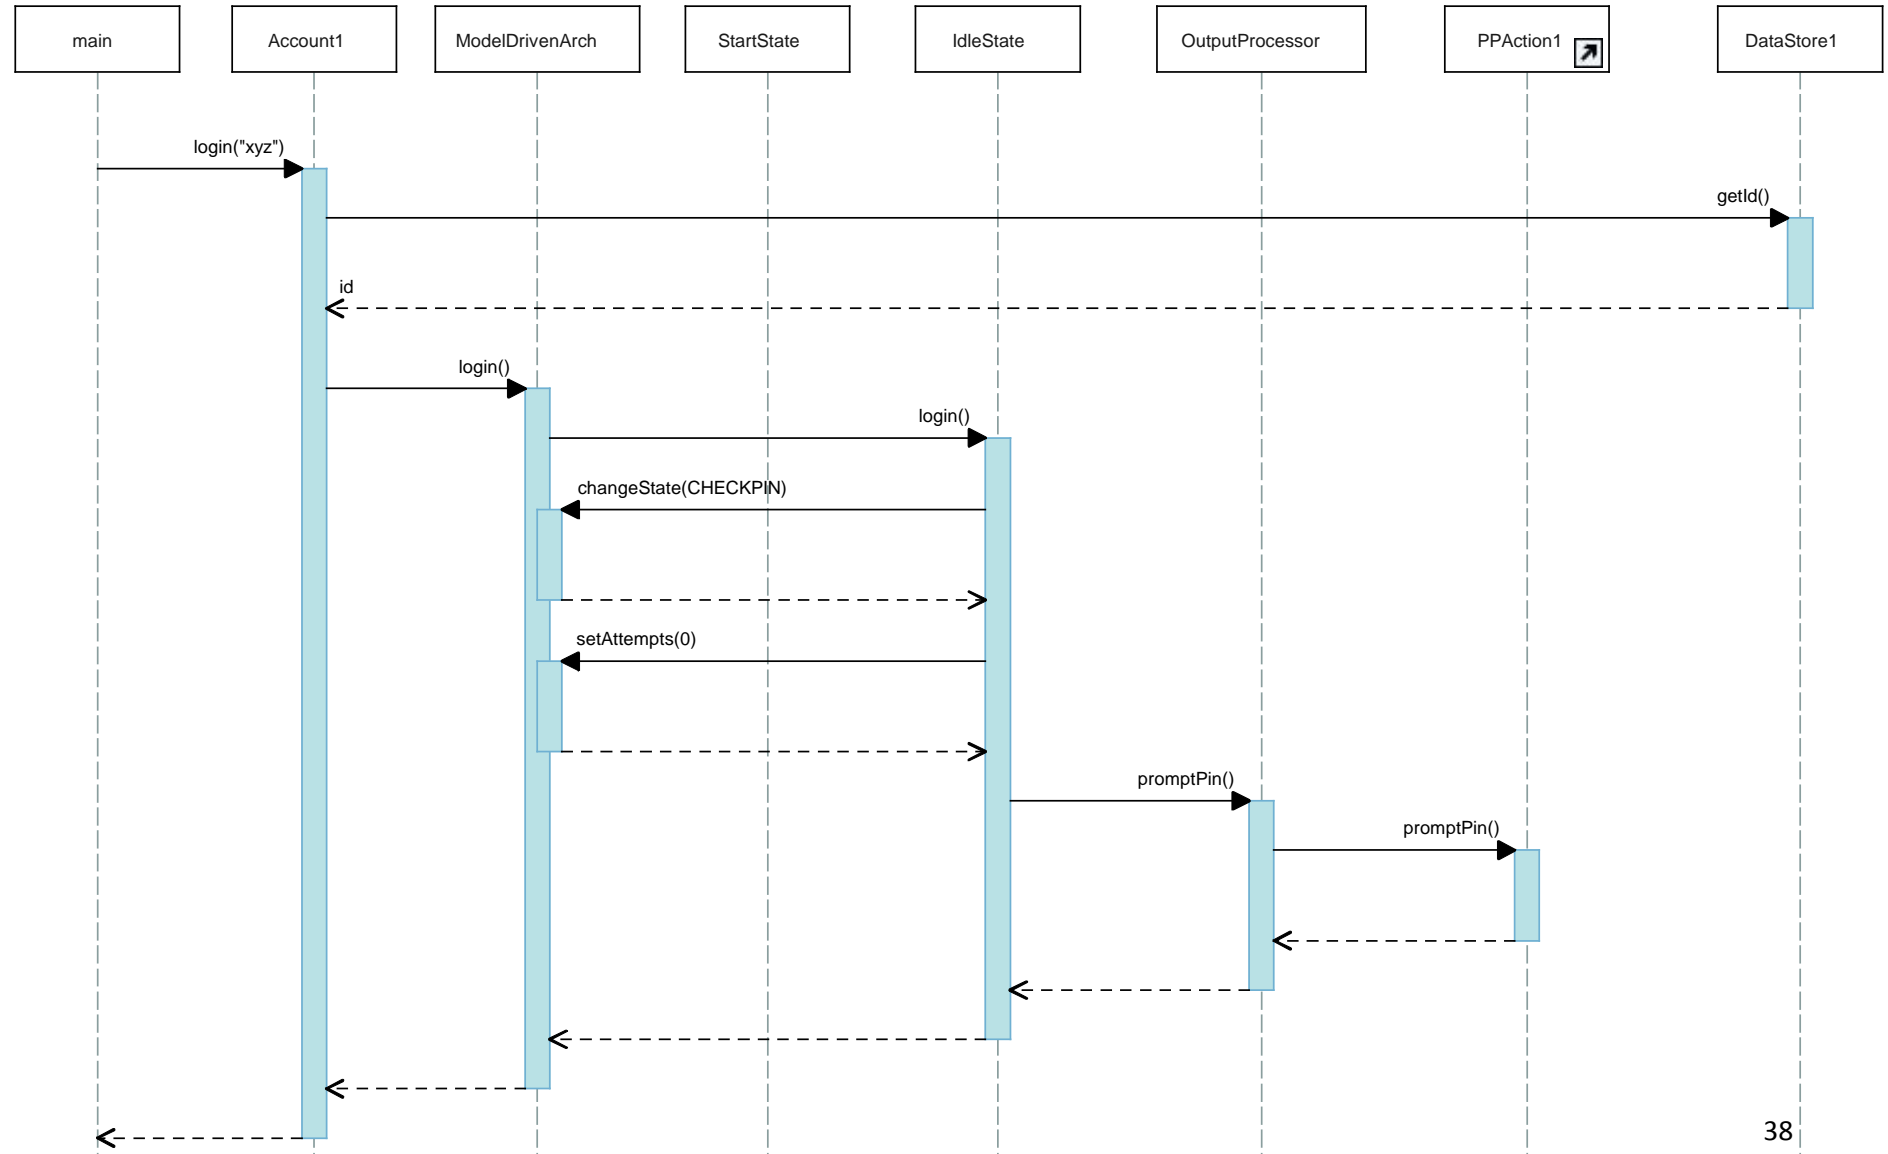 main
Account1
ModelDrivenArch
StartState
IdleState
OutputProcessor
PPAction1
DataStore1
login("xyz")
getId()
id
login()
login()
changeState(CHECKPIN)
setAttempts(0)
promptPin()
promptPin()
38